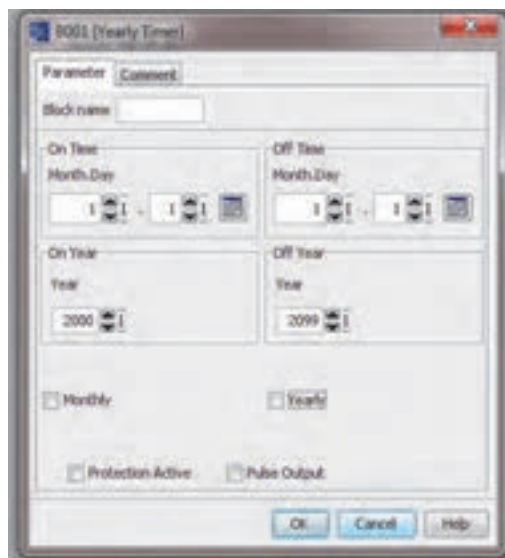 B001 [Yearly Timer]
Parameter Comment
Block name
On Time Off Time
Month.Day Month.Day
1 . 1 1 . 1
On Year Off Year
Year Year
2000 2099
Monthly Yearly
Protection Active Pulse Output
OK Cancel Help